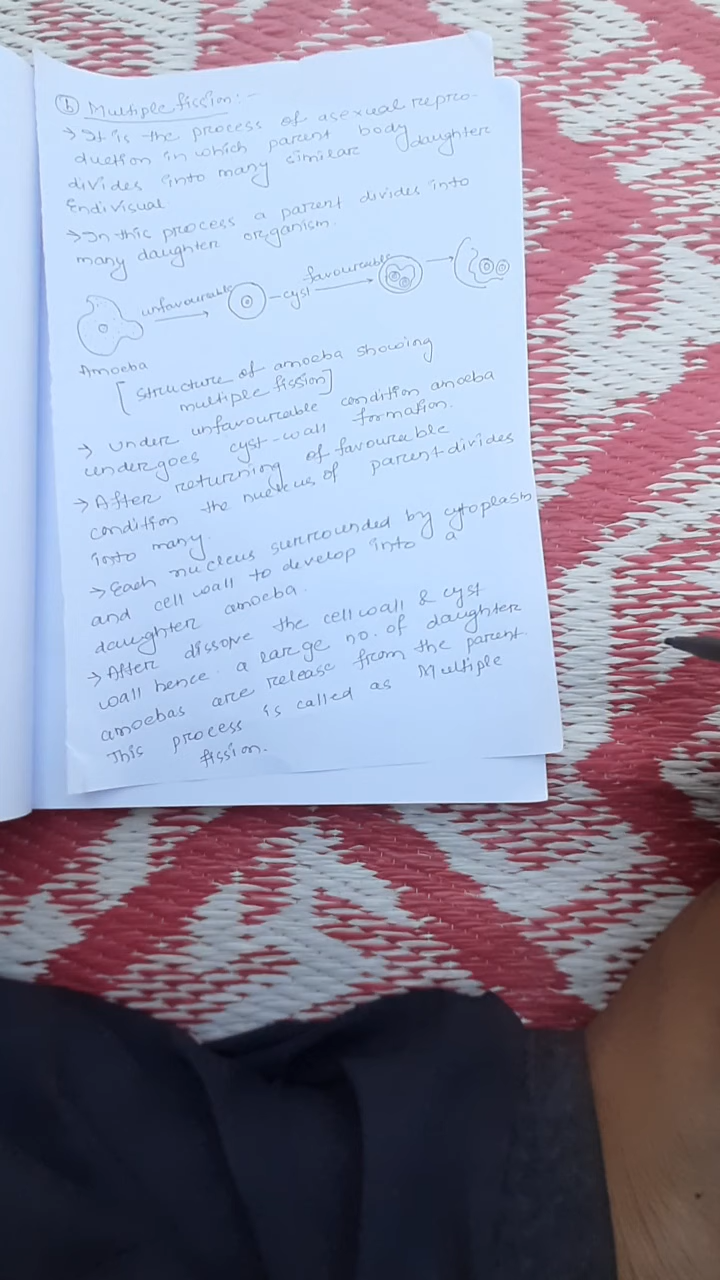 (b) Multiple fission:-
→ It is the process of asexual repro-
duction in which parent body
divides into many similar daughter
individual
→ In this process a parent divides into
many daughter organism.
unfavourable
cyst
favourable
Amoeba
[structure of amoeba showing
multiple fission]
→ under unfavourable condition amoeba
undergoes cyst-wall formation.
→ After returning of favourable
condition the nucleus of parent divides
into many.
→ Each nucleus surrounded by cytoplasm
and cell wall to develop into a
daughter amoeba.
→ After dissolve the cell wall & cyst
wall hence a large no. of daughter
amoebas are release from the parent
This process is called as Multiple
fission.